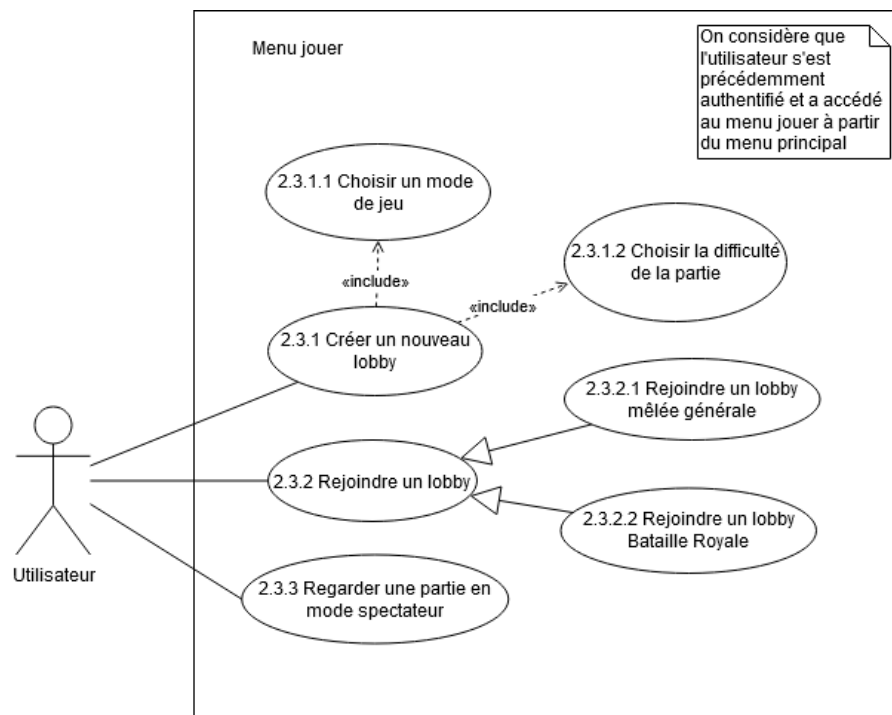 Menu jouer
On considère que
l'utilisateur s'est
précédemment
authentifié et a accédé
au menu jouer à partir
du menu principal
2.3.1.1 Choisir un mode
de jeu
2.3.1.2 Choisir la difficulté
de la partie
«include»
«include»
2.3.1 Créer un nouveau
lobby
2.3.2.1 Rejoindre un lobby
mêlée générale
2.3.2 Rejoindre un lobby
2.3.2.2 Rejoindre un lobby
Bataille Royale
Utilisateur
2.3.3 Regarder une partie en
mode spectateur